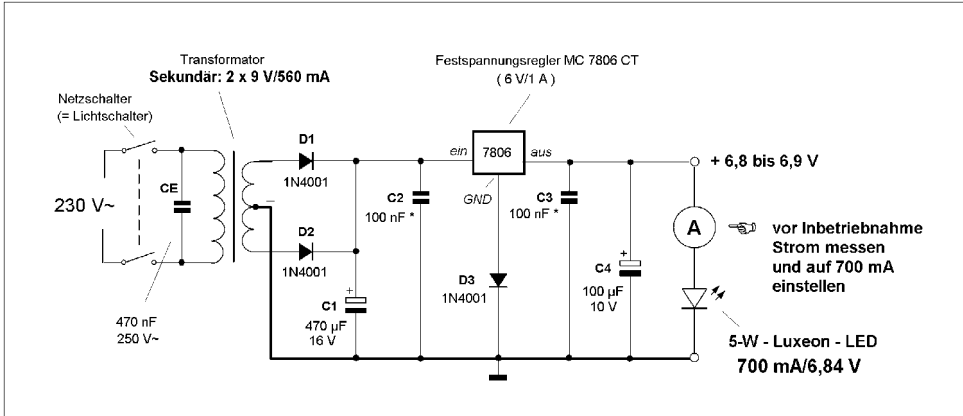 Transformator
Sekundär: 2 x 9 V/560 mA
Festspannungsregler MC 7806 CT
( 6 V/1 A )
Netzschalter
(= Lichtschalter)
D1
1N4001
ein
7806
aus
GND
+ 6,8 bis 6,9 V
CE
230 V~
–
C2
100 nF *
C3
100 nF *
A
vor Inbetriebnahme
Strom messen
und auf 700 mA
einstellen
D2
1N4001
D3
1N4001
+
C4
100 µF
10 V
+
C1
470 µF
16 V
470 nF
250 V~
5-W - Luxeon - LED
700 mA/6,84 V